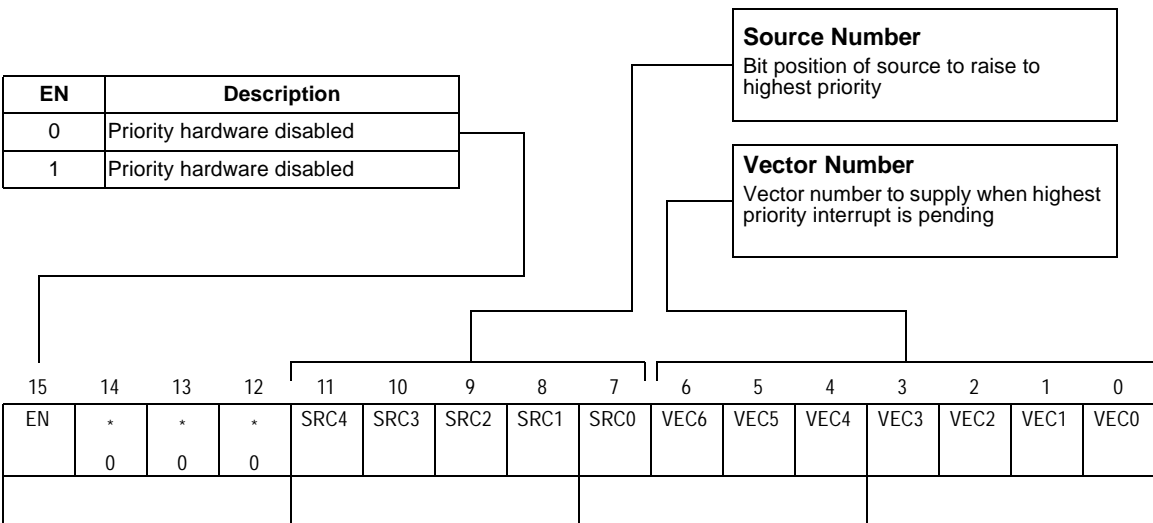 Source Number
Bit position of source to raise to
highest priority
EN Description
0 Priority hardware disabled
1 Priority hardware disabled
Vector Number
Vector number to supply when highest
priority interrupt is pending
15 14 13 12 11 10 9 8 7 6 5 4 3 2 1 0
EN * * * SRC4 SRC3 SRC2 SRC1 SRC0 VEC6 VEC5 VEC4 VEC3 VEC2 VEC1 VEC0
0 0 0